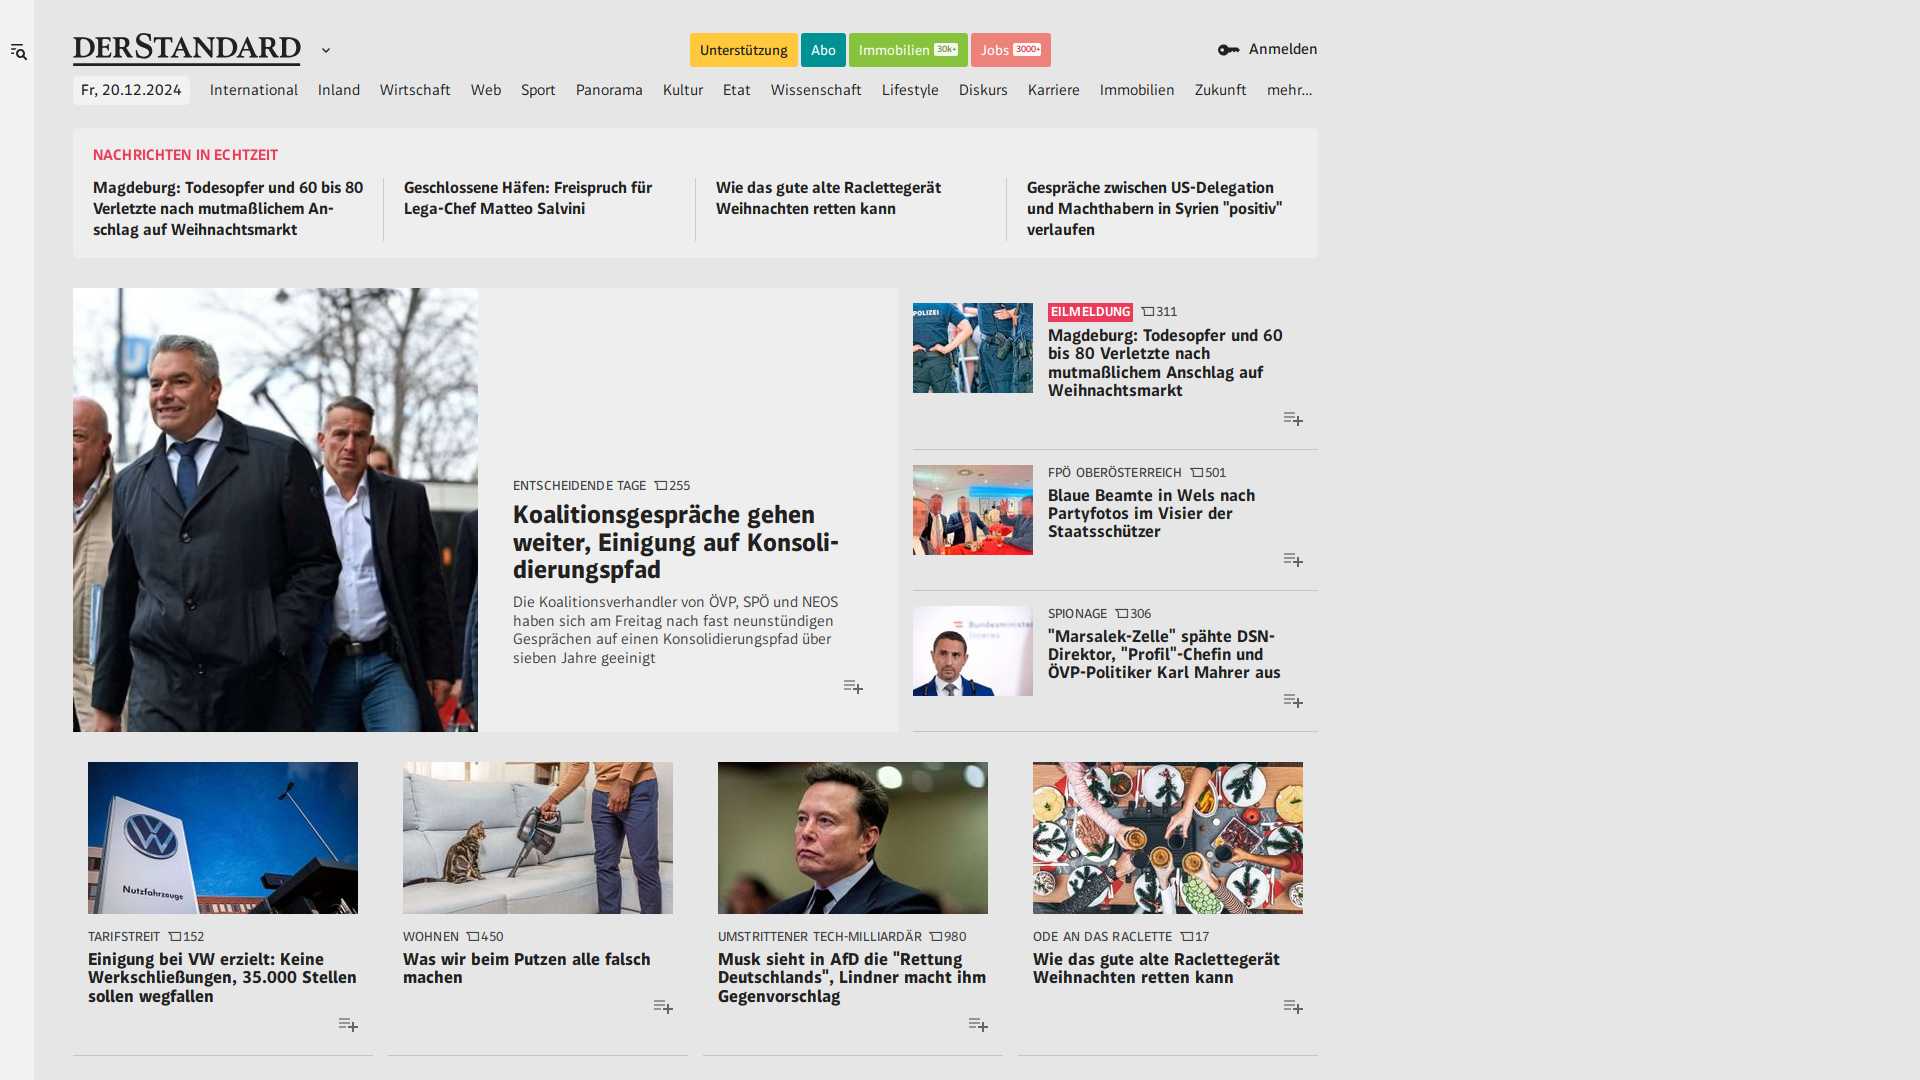 DERSTANDARD
Unterstützung
Abo
Immobilien 30k+
Jobs 3000+
Anmelden
Fr, 20.12.2024
International
Inland
Wirtschaft
Web
Sport
Panorama
Kultur
Etat
Wissenschaft
Lifestyle
Diskurs
Karriere
Immobilien
Zukunft
mehr...
NACHRICHTEN IN ECHTZEIT
Magdeburg: Todesopfer und 60 bis 80
Verletzte nach mutmaßlichem An-
schlag auf Weihnachtsmarkt
Geschlossene Häfen: Freispruch für
Lega-Chef Matteo Salvini
Wie das gute alte Raclettegerät
Weihnachten retten kann
Gespräche zwischen US-Delegation
und Machthabern in Syrien "positiv"
verlaufen
ENTSCHEIDENDE TAGE 255
Koalitionsgespräche gehen
weiter, Einigung auf Konsoli-
dierungspfad
Die Koalitionsverhandler von ÖVP, SPÖ und NEOS
haben sich am Freitag nach fast neunstündigen
Gesprächen auf einen Konsolidierungspfad über
sieben Jahre geeinigt
POLIZEI
EILMELDUNG 311
Magdeburg: Todesopfer und 60
bis 80 Verletzte nach
mutmaßlichem Anschlag auf
Weihnachtsmarkt
FPÖ OBERÖSTERREICH 501
Blaue Beamte in Wels nach
Partyfotos im Visier der
Staatsschützer
Bundesminister
Inneres
SPIONAGE 306
"Marsalek-Zelle" spähte DSN-
Direktor, "Profil"-Chefin und
ÖVP-Politiker Karl Mahrer aus
Nutzfahrzeuge
TARIFSTREIT 152
Einigung bei VW erzielt: Keine
Werkschließungen, 35.000 Stellen
sollen wegfallen
WOHNEN 450
Was wir beim Putzen alle falsch
machen
UMSTRITTENER TECH-MILLIARDÄR 980
Musk sieht in AfD die "Rettung
Deutschlands", Lindner macht ihm
Gegenvorschlag
ODE AN DAS RACLETTE 17
Wie das gute alte Raclettegerät
Weihnachten retten kann